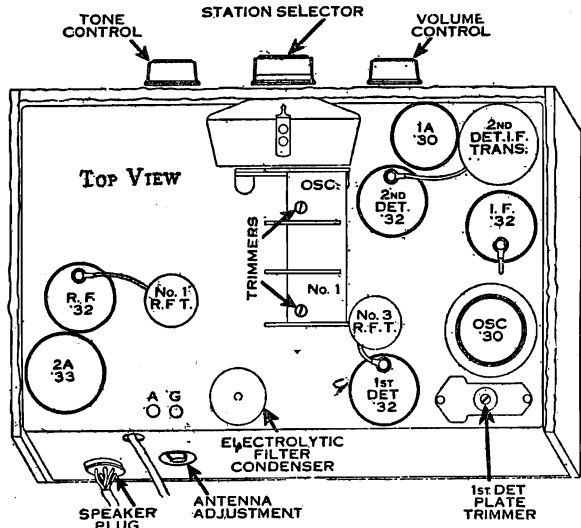 TONE
CONTROL
STATION SELECTOR
VOLUME
CONTROL
TOP VIEW
1A
'30
2ND
DET. I.F.
TRANS.
OSC.
2ND
DET.
'32
I.F.
'32
TRIMMERS
No. 1
R.F.
'32
No. 1
R.F.T.
No. 3
R.F.T.
OSC
'30
2A
'33
A G
1ST
DET
'32
ELECTROLYTIC
FILTER
CONDENSER
SPEAKER
PLUG
ANTENNA
ADJUSTMENT
1ST. DET
PLATE
TRIMMER